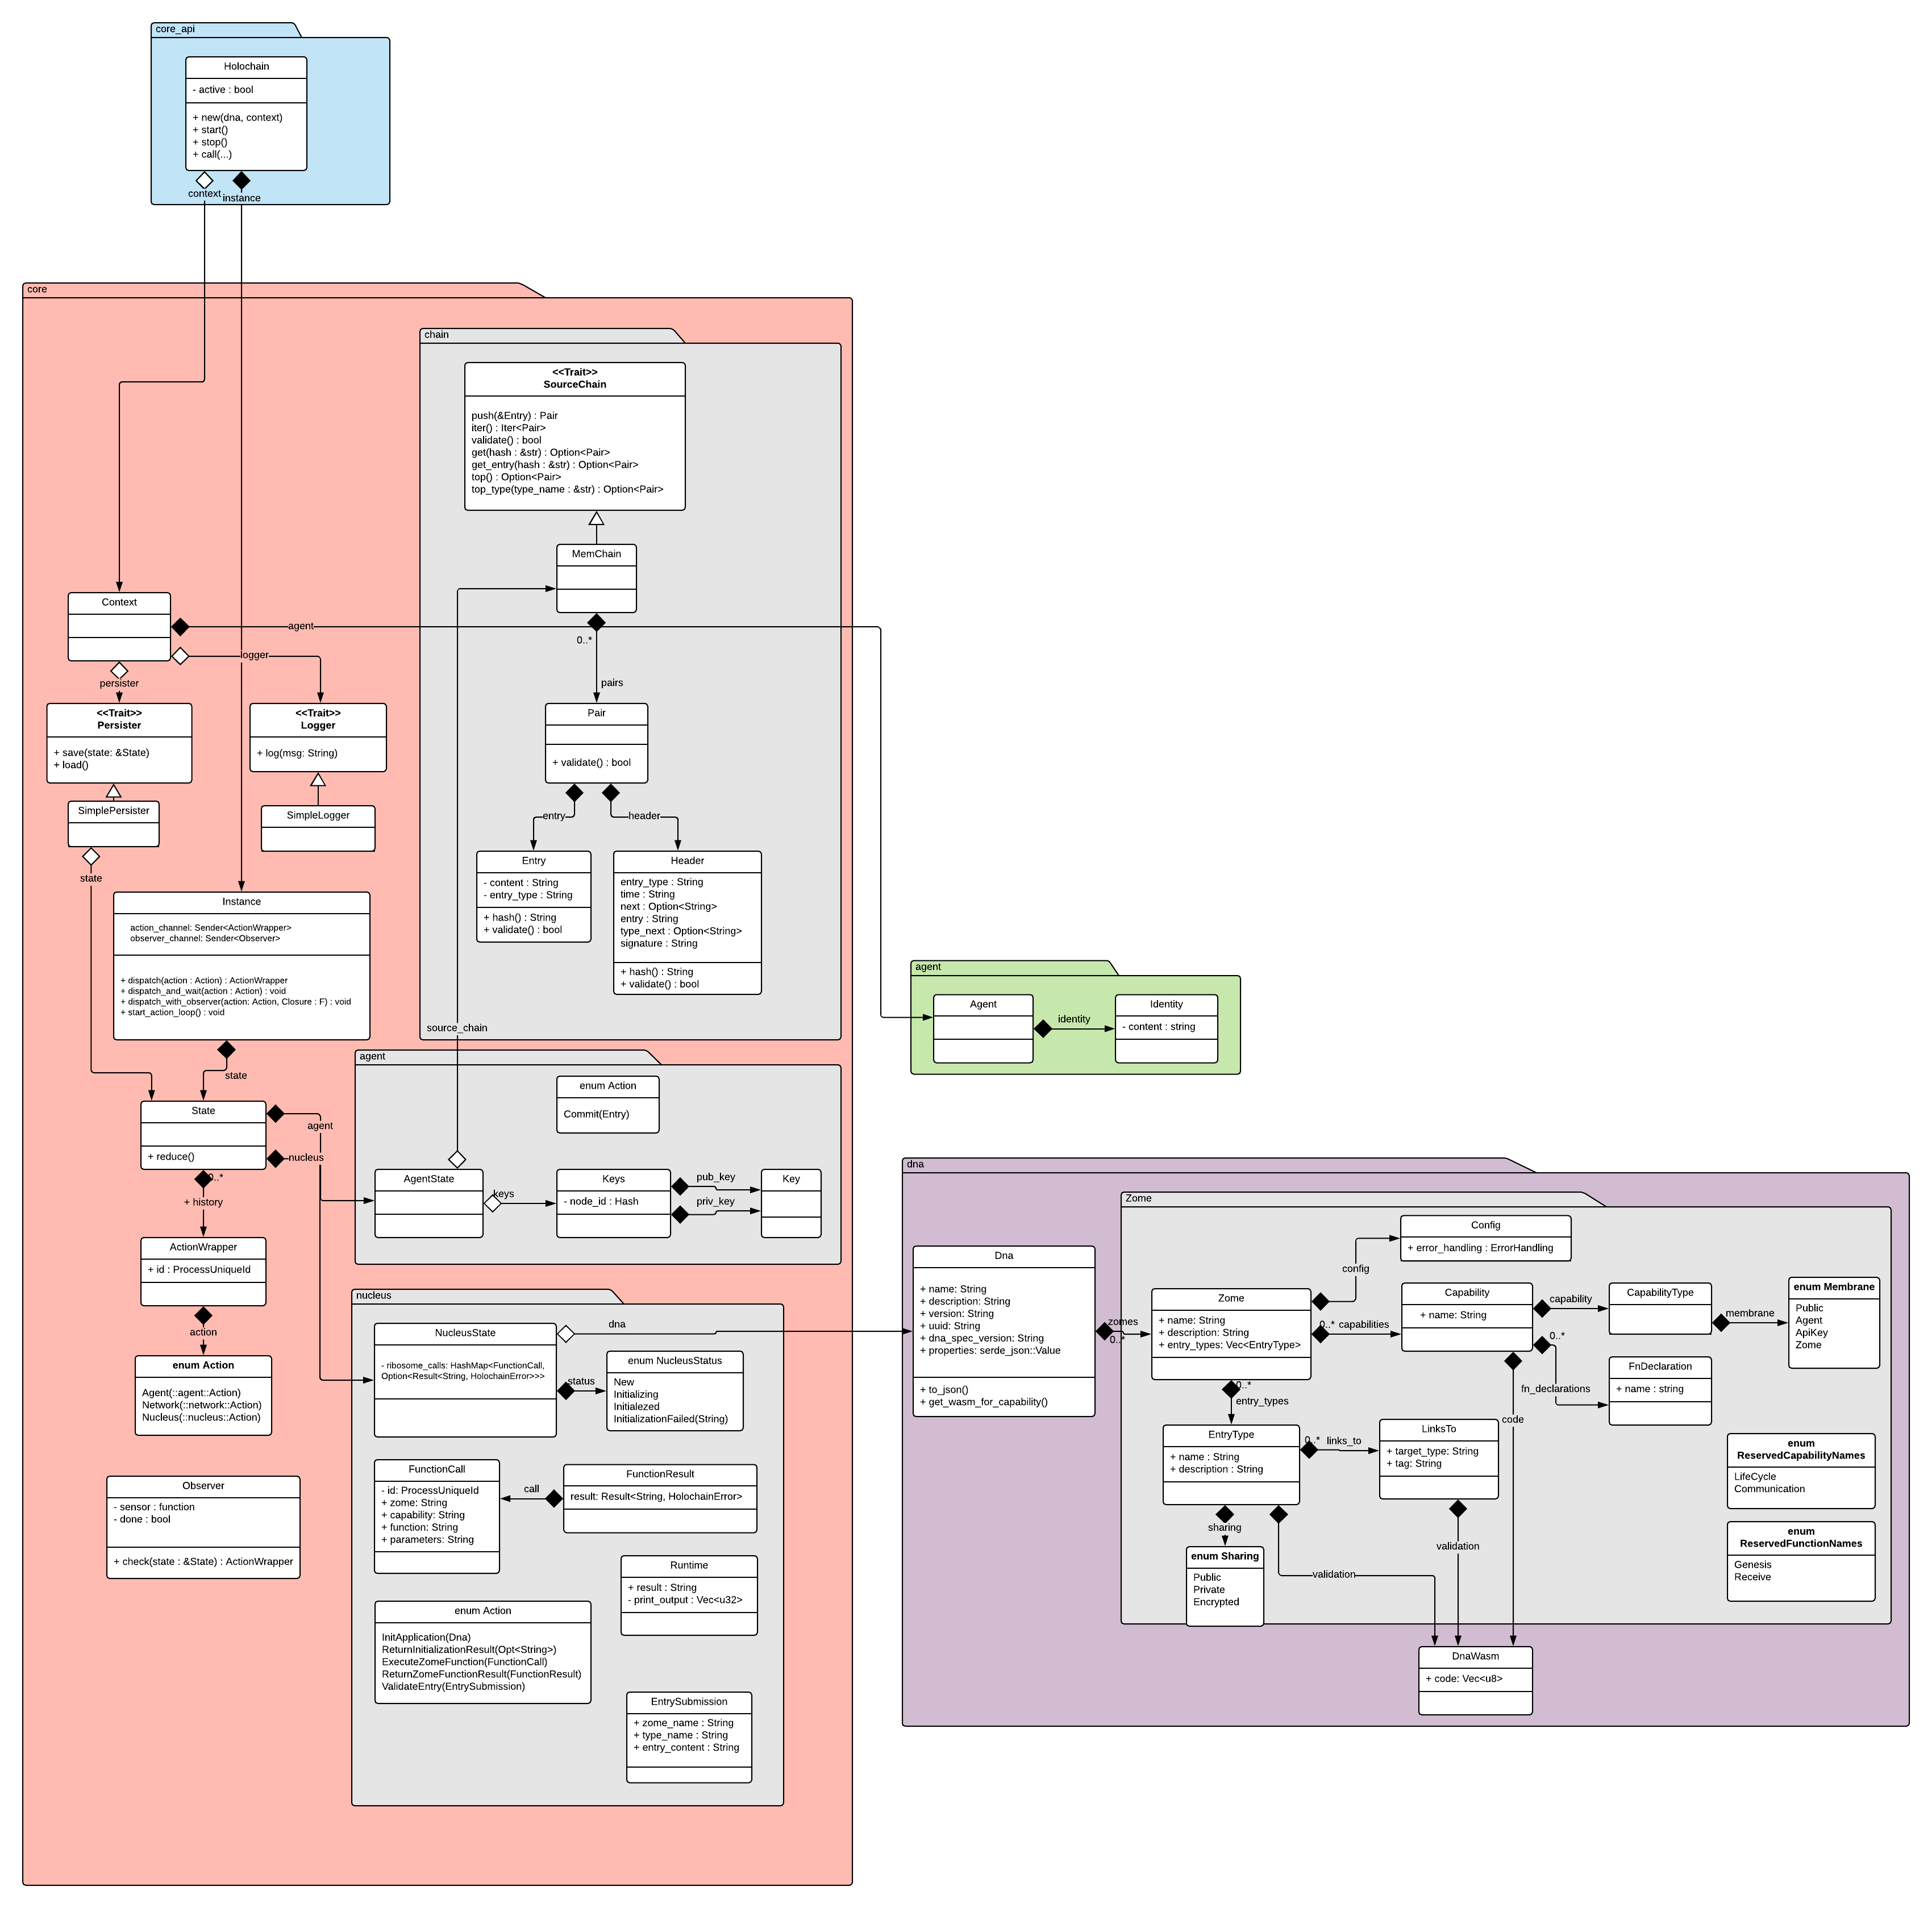 core_api
Holochain
- active : bool
+ new(dna, context)
+ start()
+ stop()
+ call(...)
context
instance
core
chain
<<Trait>>
SourceChain
push(&Entry) : Pair
iter() : Iter<Pair>
validate() : bool
get(hash : &str) : Option<Pair>
get_entry(hash : &str) : Option<Pair>
top() : Option<Pair>
top_type(type_name : &str) : Option<Pair>
MemChain
0..*
pairs
Context
agent
logger
persister
<<Trait>>
Persister
+ save(state: &State)
+ load()
<<Trait>>
Logger
+ log(msg: String)
SimplePersister
SimpleLogger
state
Pair
+ validate() : bool
entry
header
Entry
- content : String
- entry_type : String
+ hash() : String
+ validate() : bool
Header
entry_type : String
time : String
next : Option<String>
entry : String
type_next : Option<String>
signature : String
+ hash() : String
+ validate() : bool
Instance
action_channel: Sender<ActionWrapper>
observer_channel: Sender<Observer>
+ dispatch(action : Action) : ActionWrapper
+ dispatch_and_wait(action : Action) : void
+ dispatch_with_observer(action: Action, Closure : F) : void
+ start_action_loop() : void
source_chain
state
State
+ reduce()
agent
nucleus
0..*
+ history
ActionWrapper
+ id : ProcessUniqueId
action
enum Action
Agent(::agent::Action)
Network(::network::Action)
Nucleus(::nucleus::Action)
Observer
- sensor : function
- done : bool
+ check(state : &State) : ActionWrapper
agent
enum Action
Commit(Entry)
AgentState
keys
Keys
- node_id : Hash
pub_key
priv_key
Key
nucleus
NucleusState
- ribosome_calls: HashMap<FunctionCall,
Option<Result<String, HolochainError>>>
dna
status
enum NucleusStatus
New
Initializing
Initialezed
InitializationFailed(String)
FunctionCall
- id: ProcessUniqueId
+ zome: String
+ capability: String
+ function: String
+ parameters: String
call
FunctionResult
result: Result<String, HolochainError>
Runtime
+ result : String
- print_output : Vec<u32>
enum Action
InitApplication(Dna)
ReturnInitializationResult(Opt<String>)
ExecuteZomeFunction(FunctionCall)
ReturnZomeFunctionResult(FunctionResult)
ValidateEntry(EntrySubmission)
EntrySubmission
+ zome_name : String
+ type_name : String
+ entry_content : String
agent
Agent
identity
Identity
- content : string
dna
Dna
+ name: String
+ description: String
+ version: String
+ uuid: String
+ dna_spec_version: String
+ properties: serde_json::Value
+ to_json()
+ get_wasm_for_capability()
zomes
0..*
Zome
Zome
+ name: String
+ description: String
+ entry_types: Vec<EntryType>
config
Config
+ error_handling : ErrorHandling
0..*
capabilities
Capability
+ name: String
capability
CapabilityType
membrane
enum Membrane
Public
Agent
ApiKey
Zome
0..*
fn_declarations
FnDeclaration
+ name : string
code
0..*
entry_types
EntryType
+ name : String
+ description : String
0..*
links_to
LinksTo
+ target_type: String
+ tag: String
sharing
enum Sharing
Public
Private
Encrypted
validation
validation
enum
ReservedCapabilityNames
LifeCycle
Communication
enum
ReservedFunctionNames
Genesis
Receive
DnaWasm
+ code: Vec<u8>